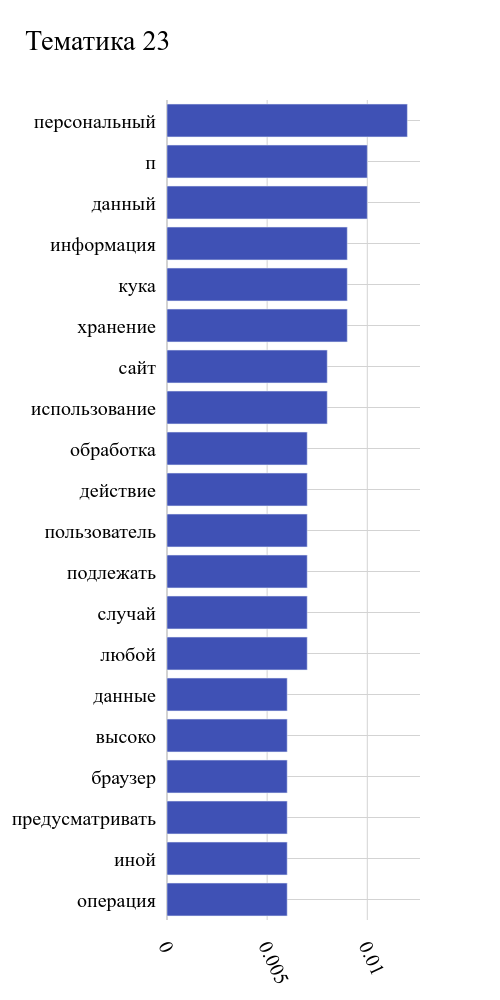 Тематика 23
персональный
п
данный
информация
кука
хранение
сайт
использование
обработка
действие
пользователь
подлежать
случай
любой
данные
высоко
браузер
предусматривать
иной
операция
0
0.005
0.01